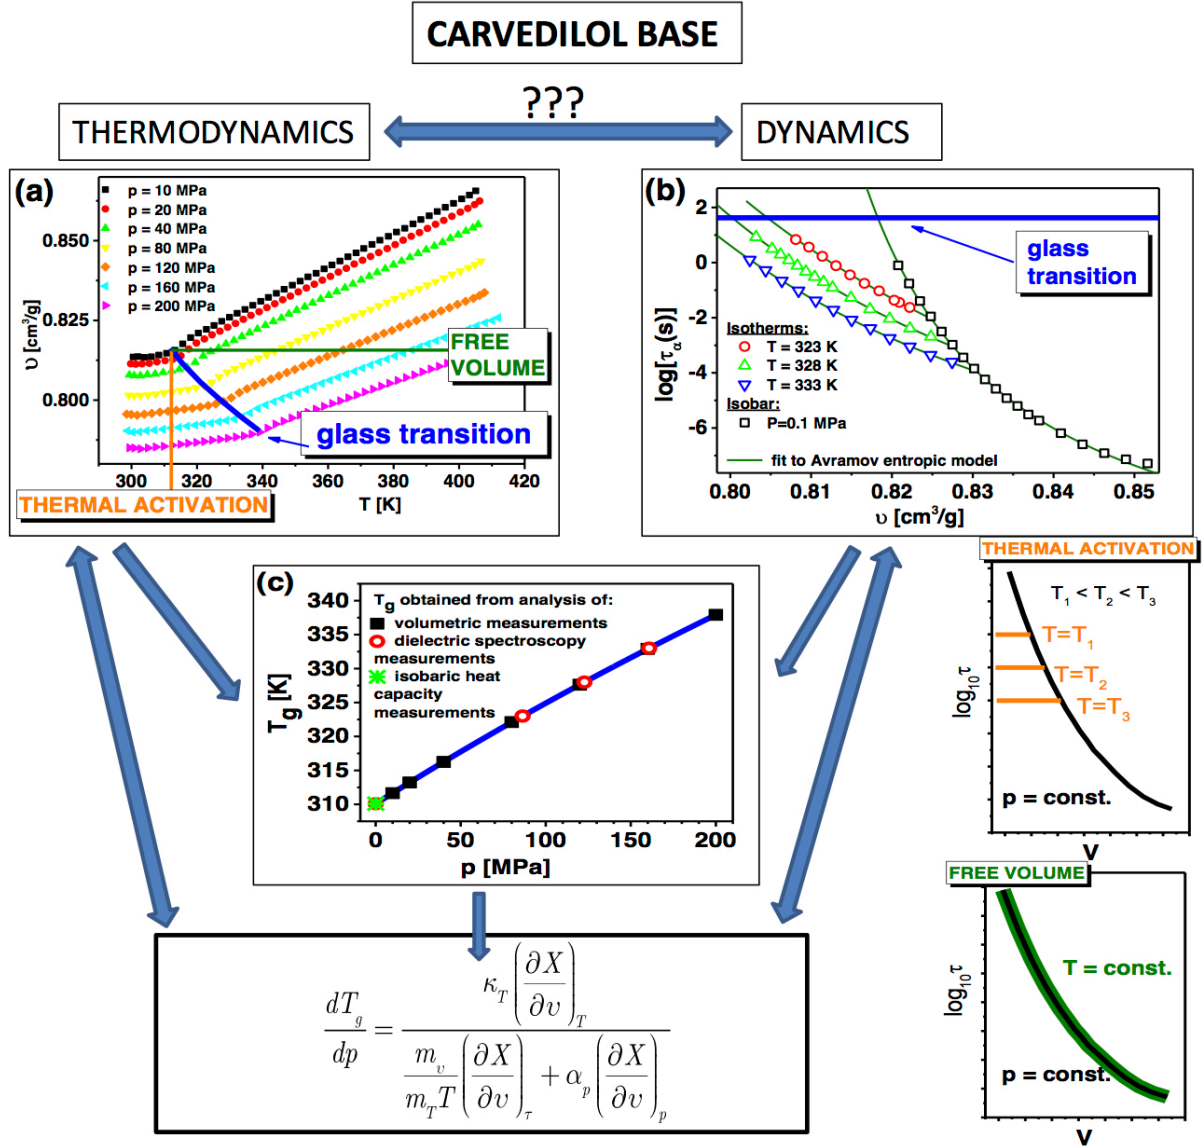 CARVEDILOL BASE
???
THERMODYNAMICS
DYNAMICS
(a)
p = 10 MPa
p = 20 MPa
p = 40 MPa
p = 80 MPa
p = 120 MPa
p = 160 MPa
p = 200 MPa
0.850
0.825
0.800
υ [cm³/g]
FREE
VOLUME
glass transition
300 320 340 360 380 400 420
THERMAL ACTIVATION
T [K]
(b)
2
0
-2
-4
-6
log[τα(s)]
glass
transition
Isotherms:
T = 323 K
T = 328 K
T = 333 K
Isobar:
P=0.1 MPa
fit to Avramov entropic model
0.80 0.81 0.82 0.83 0.84 0.85
υ [cm³/g]
(c)
340
335
330
325
320
315
310
Tg [K]
Tg obtained from analysis of:
volumetric measurements
dielectric spectroscopy
measurements
isobaric heat
capacity
measurements
0 50 100 150 200
p [MPa]
THERMAL ACTIVATION
T₁ < T₂ < T₃
T=T₁
T=T₂
T=T₃
log₁₀τ
p = const.
V
FREE VOLUME
T = const.
log₁₀τ
p = const.
V
dTg/dp = κT (∂X/∂υ)T / (mυ/(mT T) (∂X/∂υ)τ + αp (∂X/∂υ)p)